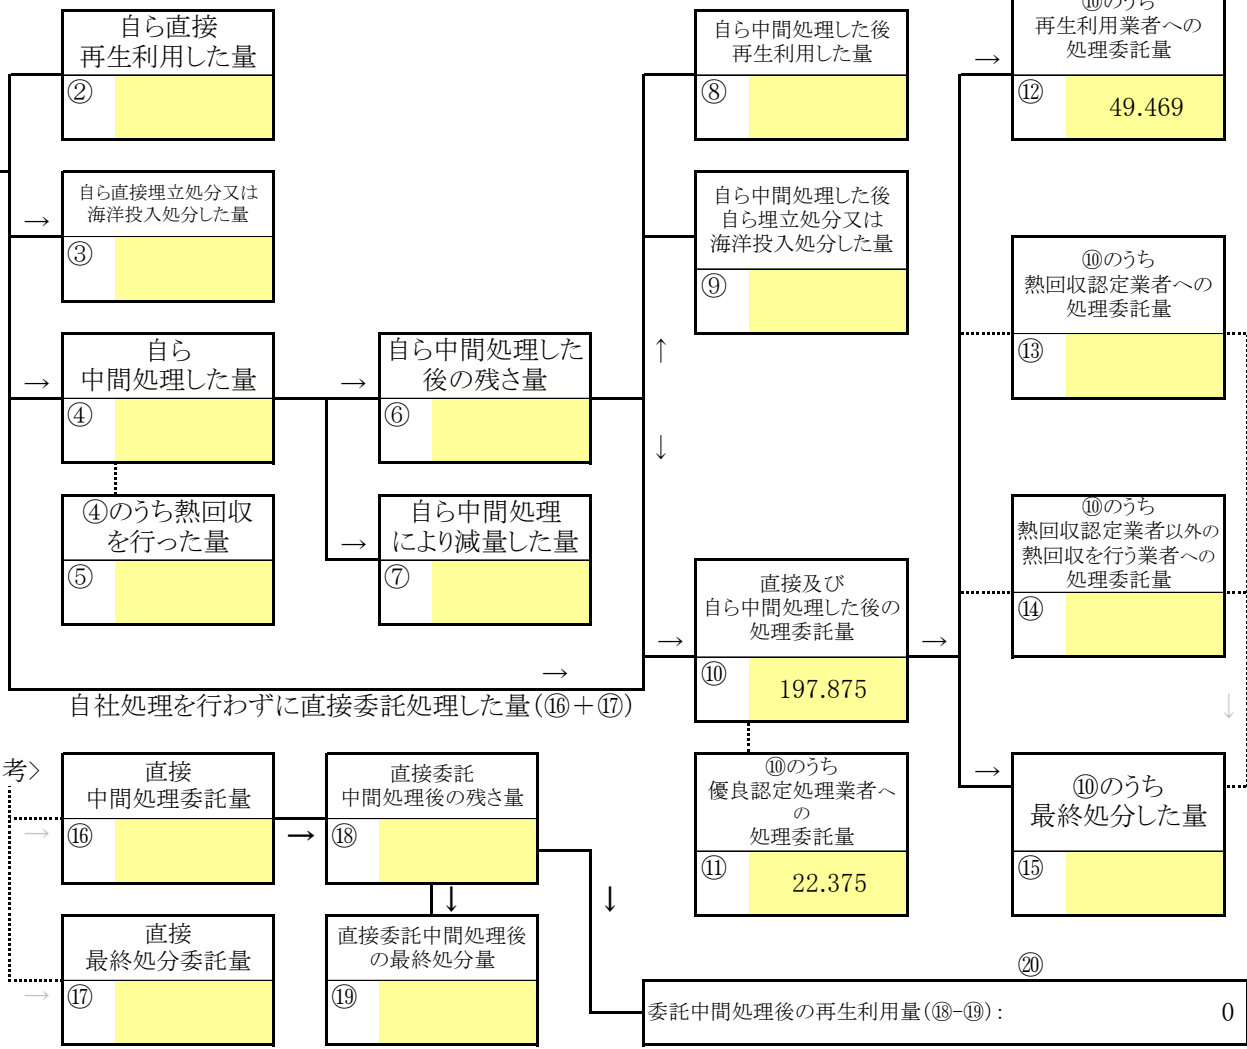 自ら直接
再生利用した量
②
自ら直接埋立処分又は
海洋投入処分した量
→
③
自ら
中間処理した量
→
④
④のうち熱回収
を行った量
⑤
自ら中間処理した
後の残さ量
→
⑥
自ら中間処理
により減量した量
→
⑦
自ら中間処理した後
再生利用した量
⑧
自ら中間処理した後
自ら埋立処分又は
海洋投入処分した量
⑨
↑
↓
直接及び
自ら中間処理した後の
処理委託量
→
→
⑩ 197.875
⑩のうち
優良認定処理業者へ
の
処理委託量
⑪ 22.375
⑩のうち
再生利用業者への
処理委託量
→
⑫ 49.469
⑩のうち
熱回収認定業者への
処理委託量
⑬
⑩のうち
熱回収認定業者以外の
熱回収を行う業者への
処理委託量
⑭
↓
→
⑩のうち
最終処分した量
⑮
→
自社処理を行わずに直接委託処理した量(⑯+⑰)
考>
直接
中間処理委託量
→
⑯
直接
最終処分委託量
→
⑰
直接委託
中間処理後の残さ量
→
⑱
↓
↓
直接委託中間処理後
の最終処分量
⑲
⑳
委託中間処理後の再生利用量(⑱-⑲): 0